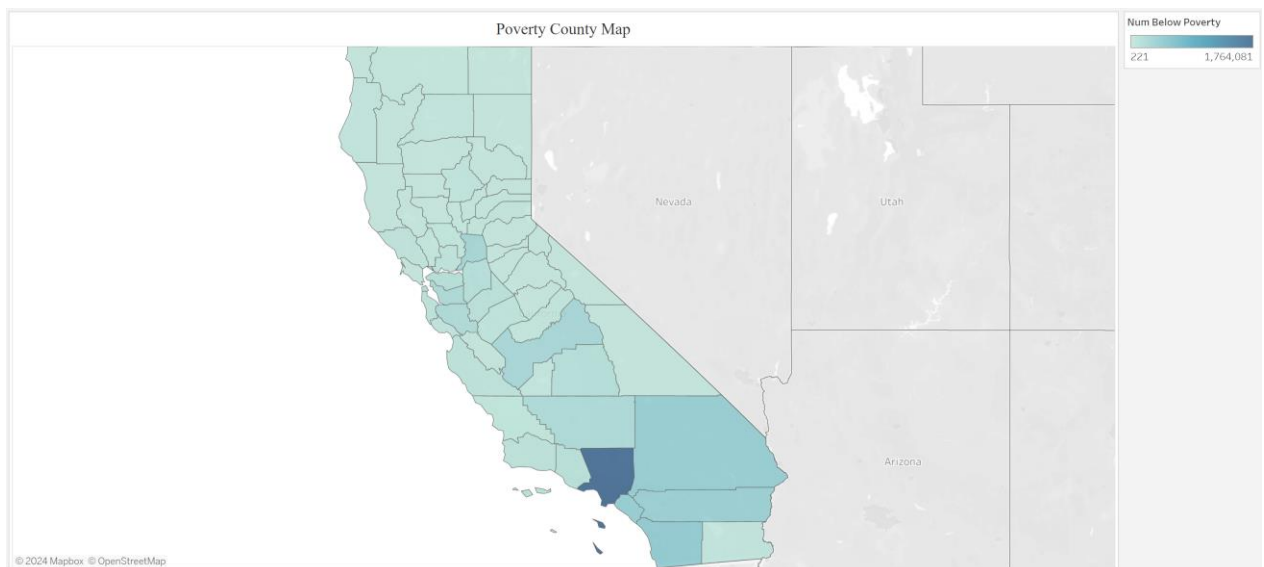 Poverty County Map
Num Below Poverty
221 1,764,081
Nevada
Utah
Arizona
© 2024 Mapbox © OpenStreetMap